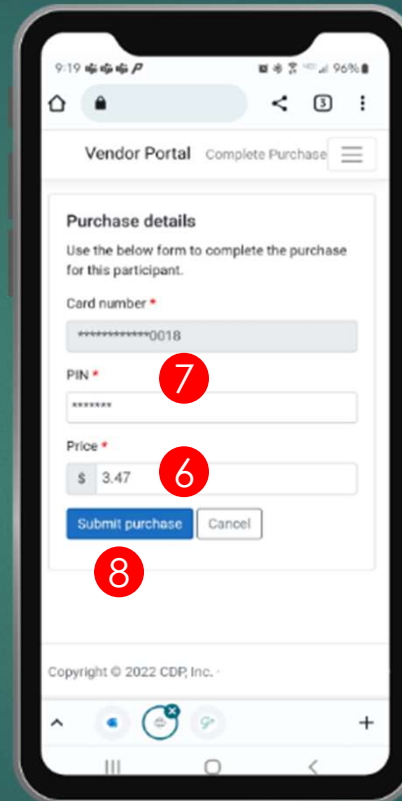 9:19
96%
3
Vendor Portal Complete Purchase
Purchase details
Use the below form to complete the purchase
for this participant.
Card number *
************0018
7
PIN *
*******
Price *
6
$ 3.47
Submit purchase Cancel
8
Copyright © 2022 CDP, Inc. ·